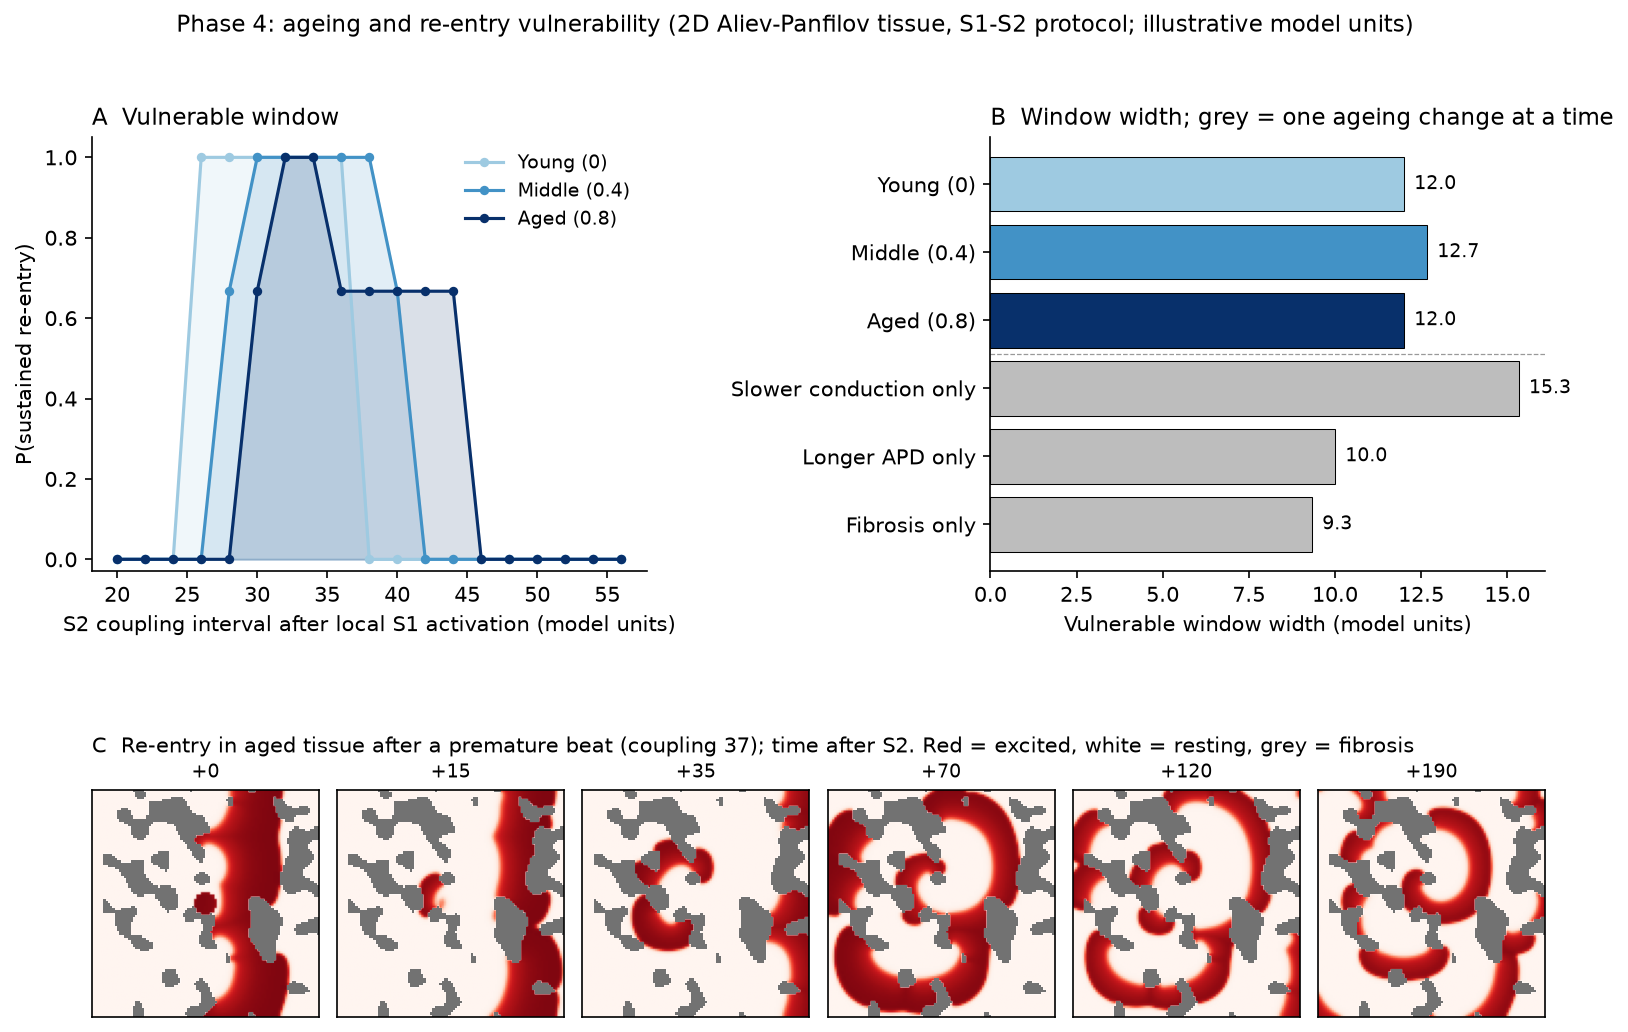 Phase 4: ageing and re-entry vulnerability (2D Aliev-Panfilov tissue, S1-S2 protocol; illustrative model units)
A Vulnerable window
P(sustained re-entry)
1.0
0.8
0.6
0.4
0.2
0.0
Young (0)
Middle (0.4)
Aged (0.8)
20 25 30 35 40 45 50 55
S2 coupling interval after local S1 activation (model units)
B Window width; grey = one ageing change at a time
Young (0) 12.0
Middle (0.4) 12.7
Aged (0.8) 12.0
Slower conduction only 15.3
Longer APD only 10.0
Fibrosis only 9.3
0.0 2.5 5.0 7.5 10.0 12.5 15.0
Vulnerable window width (model units)
C Re-entry in aged tissue after a premature beat (coupling 37); time after S2. Red = excited, white = resting, grey = fibrosis
+0 +15 +35 +70 +120 +190